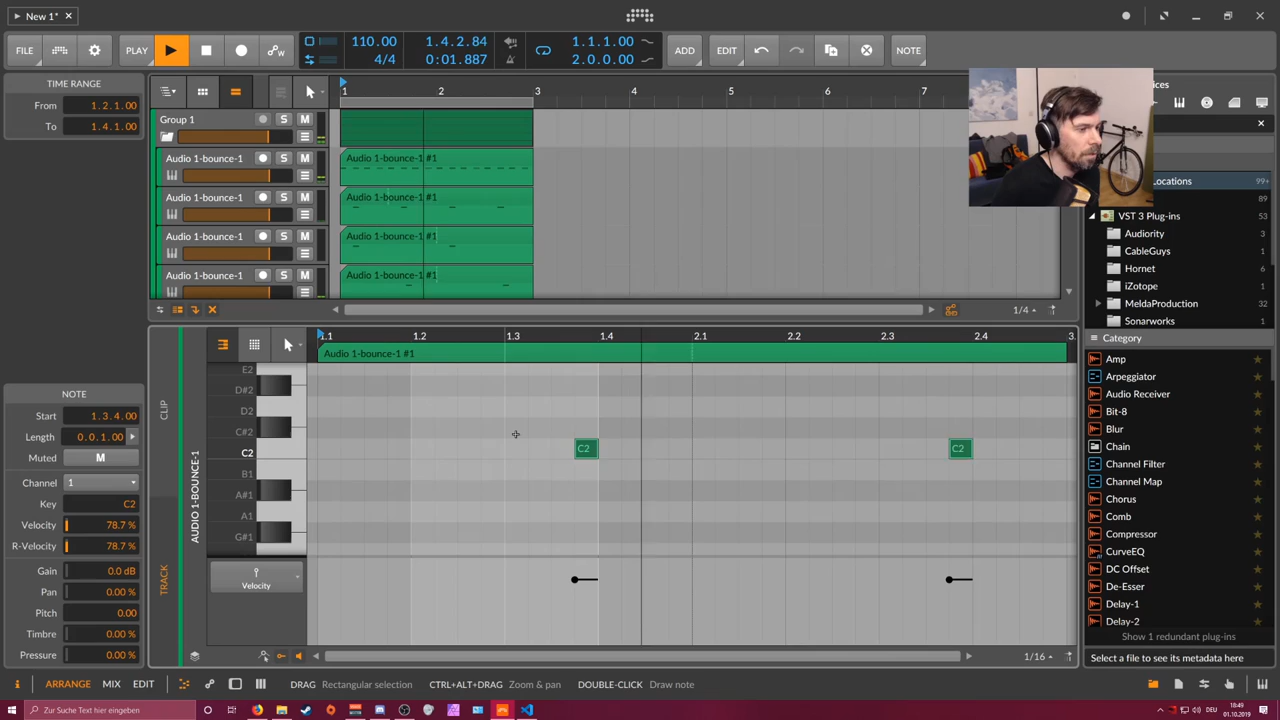 New 1*
FILE
PLAY
110.00
4/4
1.4.2.84
0:01.887
1.1.1.00
2.0.0.00
ADD
EDIT
NOTE
TIME RANGE
From 1.2.1.00
To 1.4.1.00
1 2 3 4 5 6 7
Group 1
S M
Audio 1-bounce-1 S M
Audio 1-bounce-1 #1
Audio 1-bounce-1 S M
Audio 1-bounce-1 #1
Audio 1-bounce-1 S M
Audio 1-bounce-1 #1
Audio 1-bounce-1 S M
Audio 1-bounce-1 #1
1/4
1.1 1.2 1.3 1.4 2.1 2.2 2.3 2.4 3.
Audio 1-bounce-1 #1
CLIP
TRACK
AUDIO 1-BOUNCE-1
E2
D#2
D2
C#2
C2
B1
A#1
A1
G#1
C2
C2
Velocity
1/16
NOTE
Start 1.3.4.00
Length 0.0.1.00
Muted M
Channel 1
Key C2
Velocity 78.7 %
R-Velocity 78.7 %
Gain 0.0 dB
Pan 0.00 %
Pitch 0.00
Timbre 0.00 %
Pressure 0.00 %
Locations 99+
89
VST 3 Plug-ins 53
Audiority 3
CableGuys
Hornet 6
iZotope
MeldaProduction 32
Sonarworks
Category
Amp
Arpeggiator
Audio Receiver
Bit-8
Blur
Chain
Channel Filter
Channel Map
Chorus
Comb
Compressor
CurveEQ
DC Offset
De-Esser
Delay-1
Delay-2
Show 1 redundant plug-ins
Select a file to see its metadata here
ARRANGE MIX EDIT
DRAG Rectangular selection CTRL+ALT+DRAG Zoom & pan DOUBLE-CLICK Draw note
Zur Suche Text hier eingeben
DEU
18:49
01.10.2019